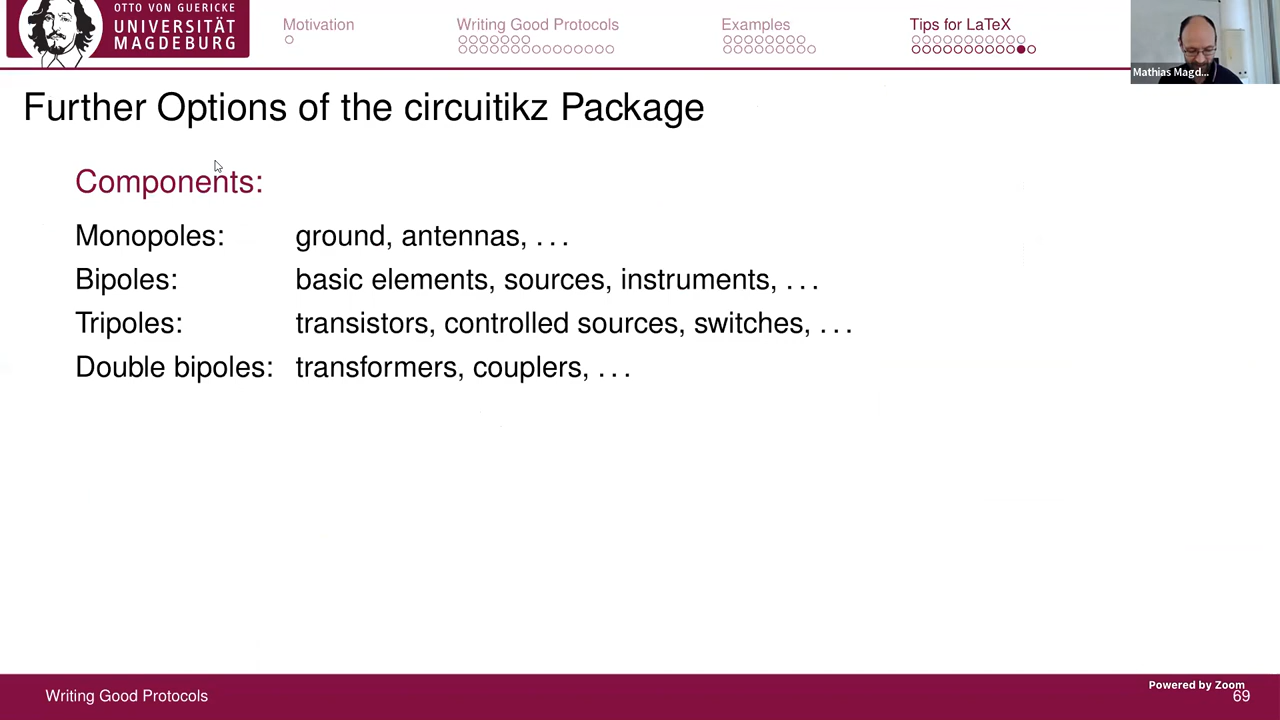 OTTO VON GUERICKE
UNIVERSITÄT
MAGDEBURG
Motivation
Writing Good Protocols
Examples
Tips for LaTeX
Mathias Magd...
Further Options of the circuitikz Package
Components:
Monopoles: ground, antennas, . . .
Bipoles: basic elements, sources, instruments, . . .
Tripoles: transistors, controlled sources, switches, . . .
Double bipoles: transformers, couplers, . . .
Writing Good Protocols
Powered by Zoom
69